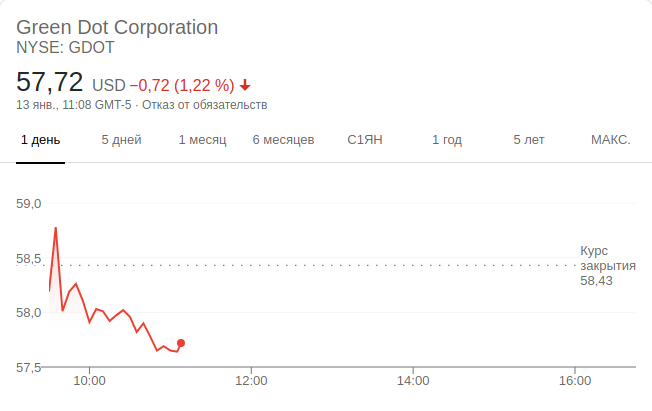 Green Dot Corporation
NYSE: GDOT
57,72 USD −0,72 (1,22 %)
13 янв., 11:08 GMT-5 · Отказ от обязательств
1 день 5 дней 1 месяц 6 месяцев С1ЯН 1 год 5 лет МАКС.
59,0
58,5
58,0
57,5
Курс
закрытия
58,43
10:00 12:00 14:00 16:00